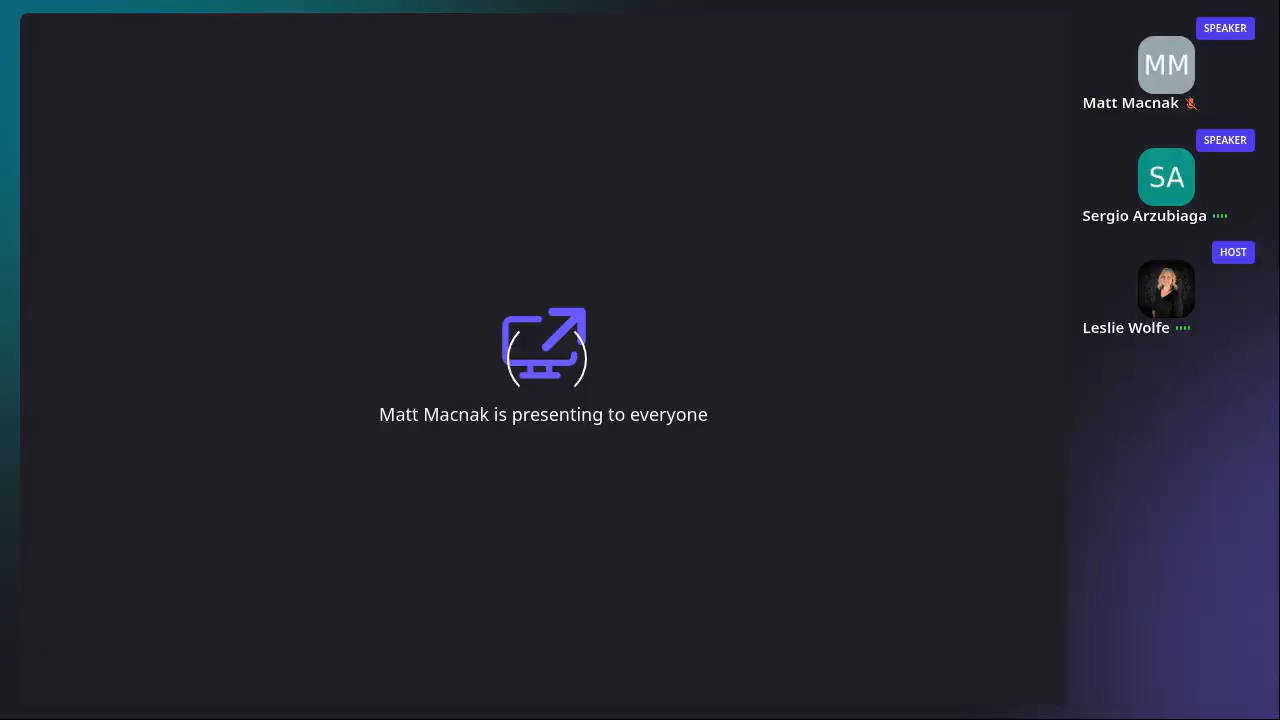 SPEAKER
MM
Matt Macnak
SPEAKER
SA
Sergio Arzubiaga
HOST
Leslie Wolfe
Matt Macnak is presenting to everyone